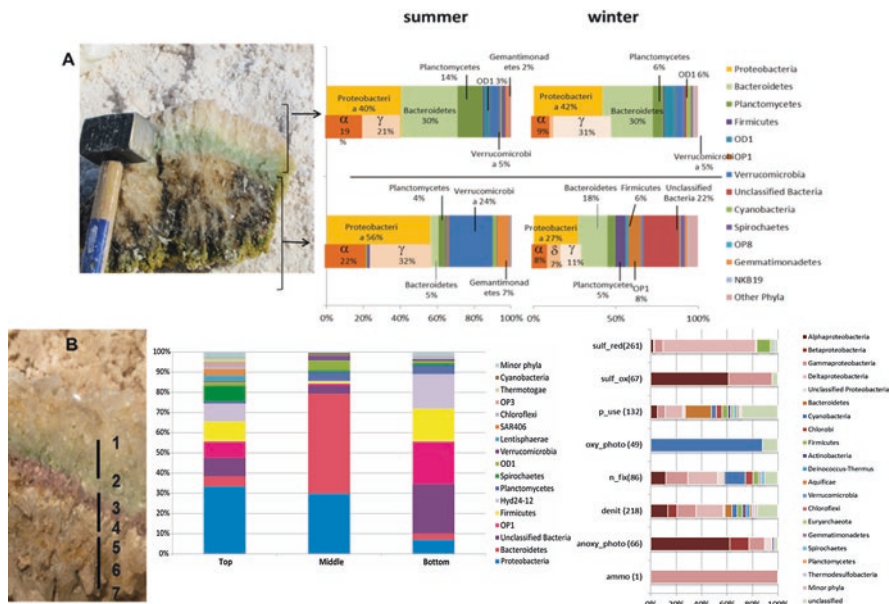 summer
winter
A
Planctomycetes
14%
Gemantimonad
etes 2%
OD1 3%
Proteobacteri
a 40%
Bacteroidetes
30%
α
19
%
γ
21%
Verrucomicrobi
a 5%
Planctomycetes
6%
OD1 6%
Proteobacteri
a 42%
Bacteroidetes
30%
α
9%
γ
31%
Verrucomicrobi
a 5%
Planctomycetes
4%
Verrucomicrobi
a 24%
Proteobacteri
a 56%
α
22%
γ
32%
Bacteroidetes
5%
Gemantimonad
etes 7%
Bacteroidetes
18%
Firmicutes
6%
Unclassified
Bacteria 22%
Proteobacteri
a 27%
α
8%
δ
7%
γ
11%
Planctomycetes
5%
OP1
8%
0% 20% 40% 60% 80% 100%
0% 50% 100%
Proteobacteria
Bacteroidetes
Planctomycetes
Firmicutes
OD1
OP1
Verrucomicrobia
Unclassified Bacteria
Cyanobacteria
Spirochaetes
OP8
Gemmatimonadetes
NKB19
Other Phyla
B
1
2
3
4
5
6
7
100%
90%
80%
70%
60%
50%
40%
30%
20%
10%
0%
Top Middle Bottom
Minor phyla
Cyanobacteria
Thermotogae
OP3
Chloroflexi
SAR406
Lentisphaerae
Verrucomicrobia
OD1
Spirochaetes
Planctomycetes
Hyd24-12
Firmicutes
OP1
Unclassified Bacteria
Bacteroidetes
Proteobacteria
sulf_red(261)
sulf_ox(67)
p_use (132)
oxy_photo (49)
n_fix(86)
denit (218)
anoxy_photo (66)
ammo (1)
0% 20% 40% 60% 80% 100%
Alphaproteobacteria
Betaproteobacteria
Gammaproteobacteria
Deltaproteobacteria
Unclassified Proteobacteria
Bacteroidetes
Cyanobacteria
Chlorobi
Firmicutes
Actinobacteria
Deinococcus-Thermus
Aquificae
Verrucomicrobia
Chloroflexi
Euryarchaeota
Gemmatimonadetes
Spirochaetes
Planctomycetes
Thermodesulfobacteria
Minor phyla
unclassified